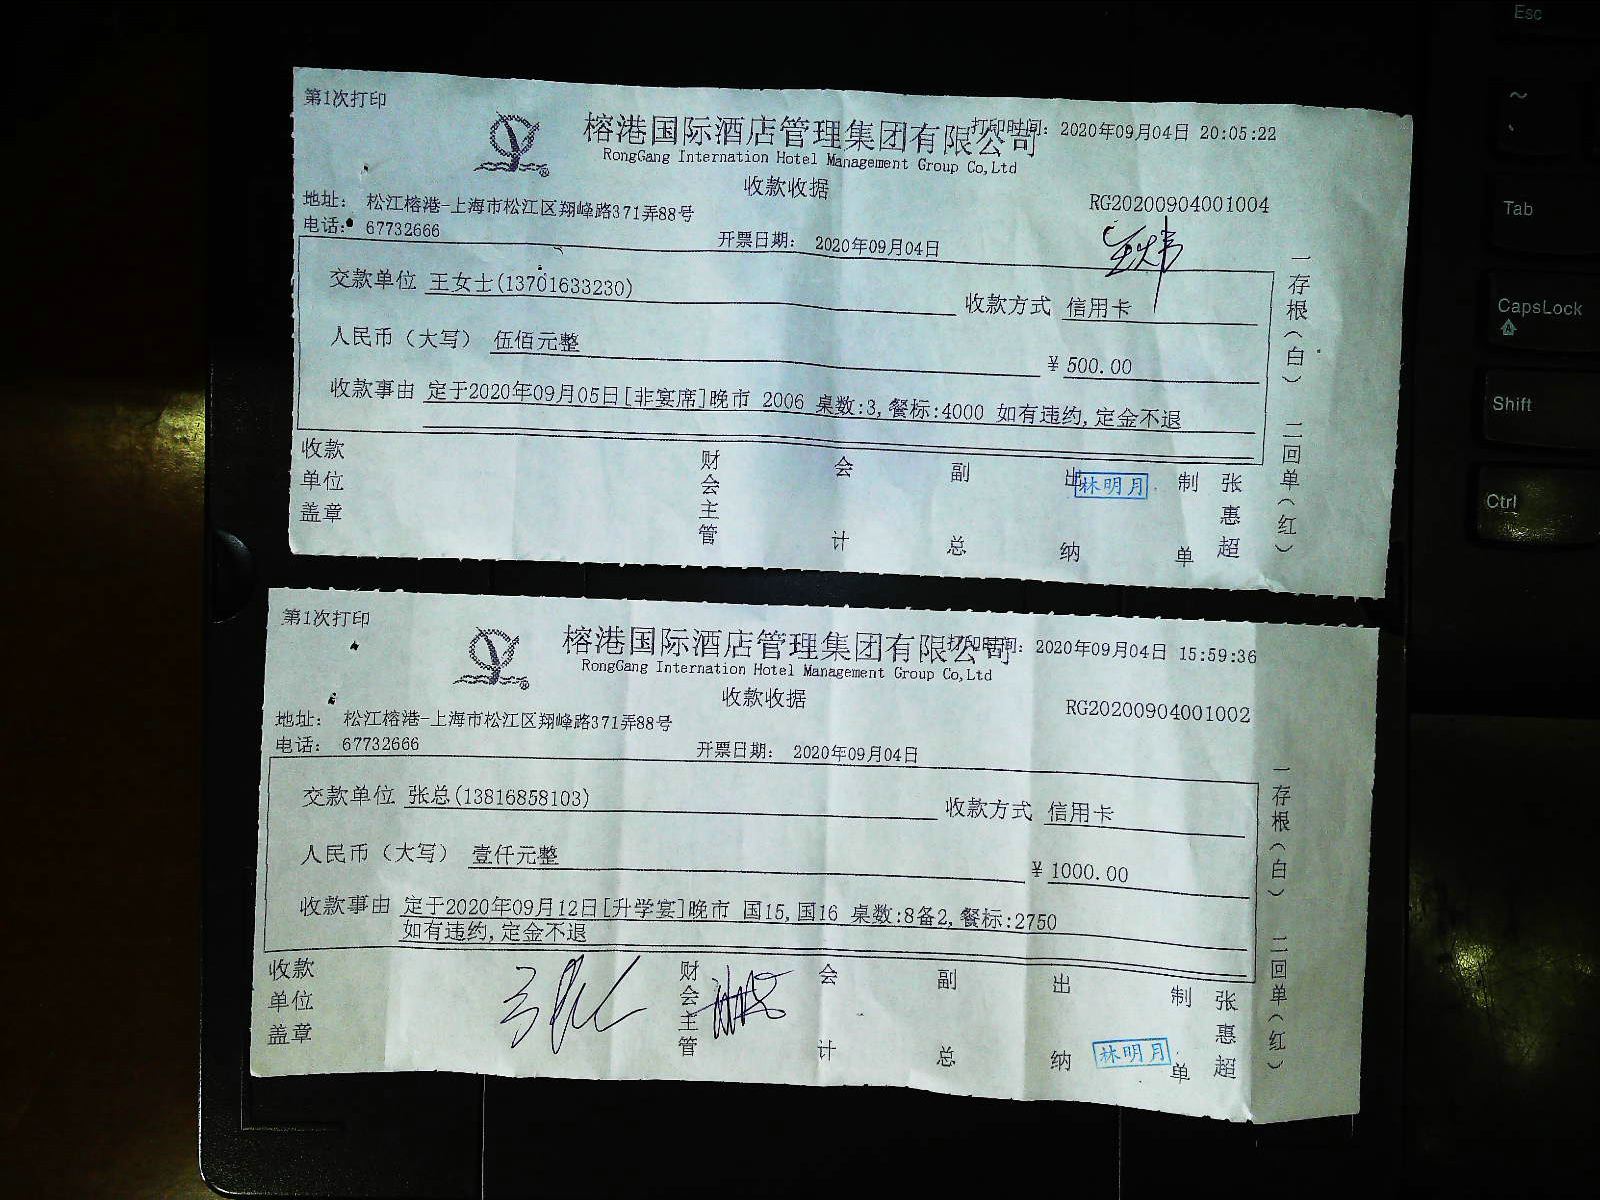 第1次打印
榕港国际酒店管理集团有限公司 打印时间: 2020年09月04日 20:05:22
RongGang Internation Hotel Management Group Co,Ltd
收款收据
RG20200904001004
地址: 松江榕港-上海市松江区翔峰路371弄88号
电话: 67732666
开票日期: 2020年09月04日
交款单位 王女士(13701633230) 收款方式 信用卡
人民币（大写） 伍佰元整 ¥500.00
收款事由 定于2020年09月05日[非宴席]晚市 2006 桌数:3,餐标:4000 如有违约,定金不退
收款单位盖章 财会主管 会计 副总 出纳 林明月 制单 张惠超
一存根(白) 二回单(红)
第1次打印
榕港国际酒店管理集团有限公司 打印时间: 2020年09月04日 15:59:36
RongGang Internation Hotel Management Group Co,Ltd
收款收据
RG20200904001002
地址: 松江榕港-上海市松江区翔峰路371弄88号
电话: 67732666
开票日期: 2020年09月04日
交款单位 张总(13816858103) 收款方式 信用卡
人民币（大写） 壹仟元整 ¥1000.00
收款事由 定于2020年09月12日[升学宴]晚市 国15,国16 桌数:8备2,餐标:2750
如有违约,定金不退
收款单位盖章 财会主管 会计 副总 出纳 林明月 制单 张惠超
一存根(白) 二回单(红)
Esc
~
Tab
CapsLock
A
Shift
Ctrl